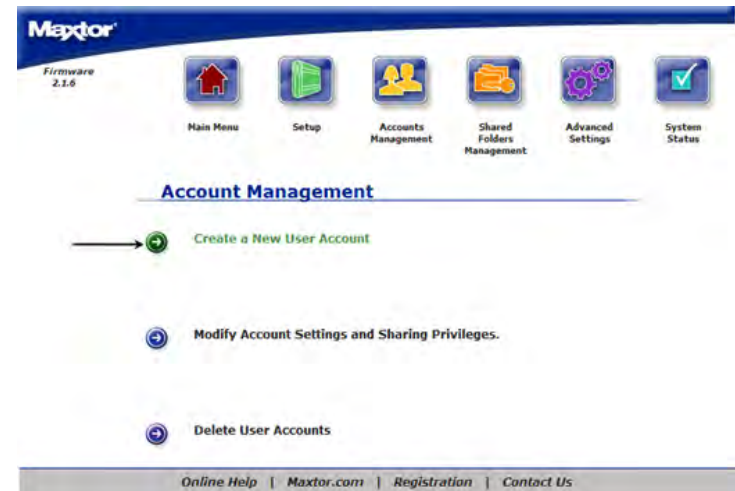 Maxtor
Firmware
2.1.6
Main Menu
Setup
Accounts
Management
Shared
Folders
Management
Advanced
Settings
System
Status
Account Management
Create a New User Account
Modify Account Settings and Sharing Privileges.
Delete User Accounts
Online Help | Maxtor.com | Registration | Contact Us